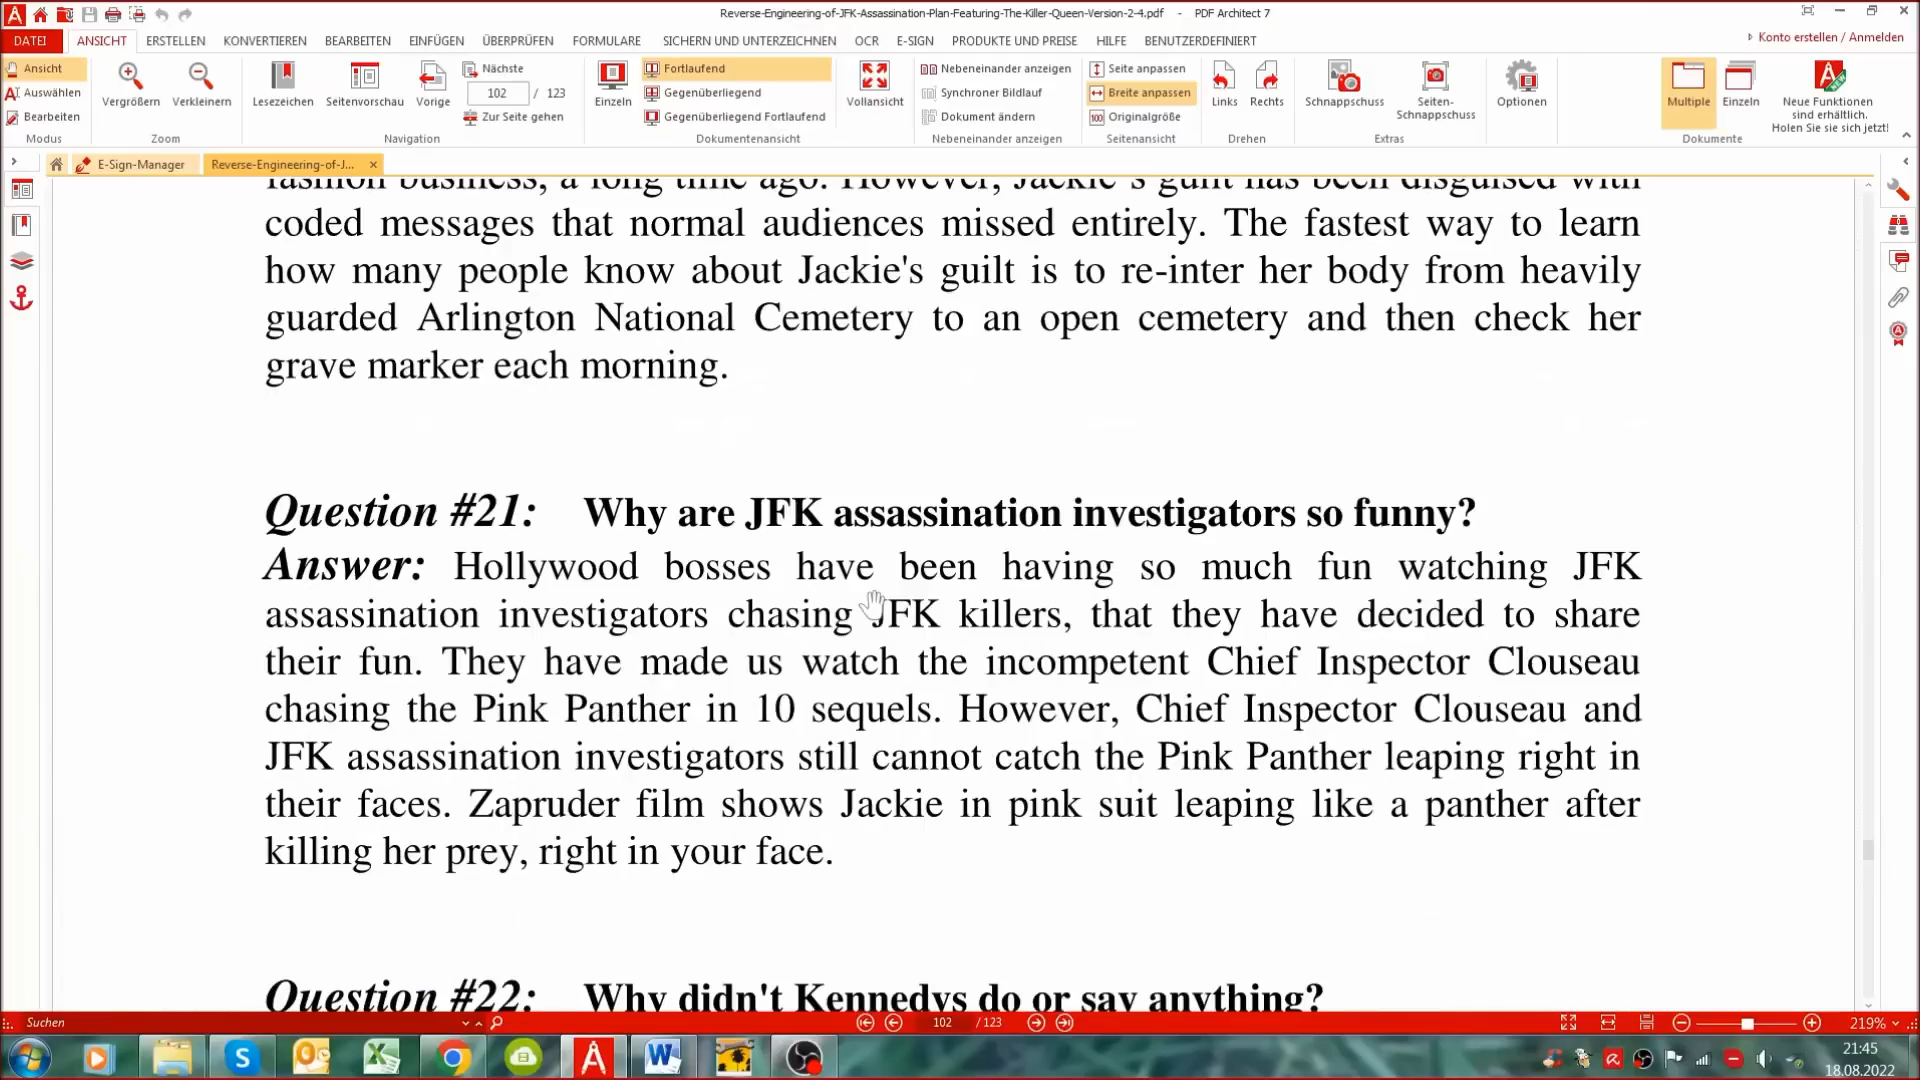 Reverse-Engineering-of-JFK-Assassination-Plan-Featuring-The-Killer-Queen-Version-2-4.pdf - PDF Architect 7
DATEI ANSICHT ERSTELLEN KONVERTIEREN BEARBEITEN EINFÜGEN ÜBERPRÜFEN FORMULARE SICHERN UND UNTERZEICHNEN OCR E-SIGN PRODUKTE UND PREISE HILFE BENUTZERDEFINIERT Konto erstellen / Anmelden
Ansicht
Auswählen
Bearbeiten
Modus
Vergrößern Verkleinern
Zoom
Lesezeichen Seitenvorschau Vorige
Nächste
102 / 123
Zur Seite gehen
Navigation
Einzeln
Fortlaufend
Gegenüberliegend
Gegenüberliegend Fortlaufend
Dokumentenansicht
Vollansicht
Nebeneinander anzeigen
Synchroner Bildlauf
Dokument ändern
Nebeneinander anzeigen
Seite anpassen
Breite anpassen
100 Originalgröße
Seitenansicht
Links Rechts
Drehen
Schnappschuss
Seiten-
Schnappschuss
Extras
Optionen
Multiple Einzeln
Neue Funktionen
sind erhältlich.
Holen Sie sie sich jetzt!
Dokumente
E-Sign-Manager
Reverse-Engineering-of-J...
fashion business, a long time ago. However, Jackie's guilt has been disguised with
coded messages that normal audiences missed entirely. The fastest way to learn
how many people know about Jackie's guilt is to re-inter her body from heavily
guarded Arlington National Cemetery to an open cemetery and then check her
grave marker each morning.
Question #21: Why are JFK assassination investigators so funny?
Answer: Hollywood bosses have been having so much fun watching JFK
assassination investigators chasing JFK killers, that they have decided to share
their fun. They have made us watch the incompetent Chief Inspector Clouseau
chasing the Pink Panther in 10 sequels. However, Chief Inspector Clouseau and
JFK assassination investigators still cannot catch the Pink Panther leaping right in
their faces. Zapruder film shows Jackie in pink suit leaping like a panther after
killing her prey, right in your face.
Question #22: Why didn't Kennedys do or say anything?
Suchen
102 / 123
219%
21:45
18.08.2022